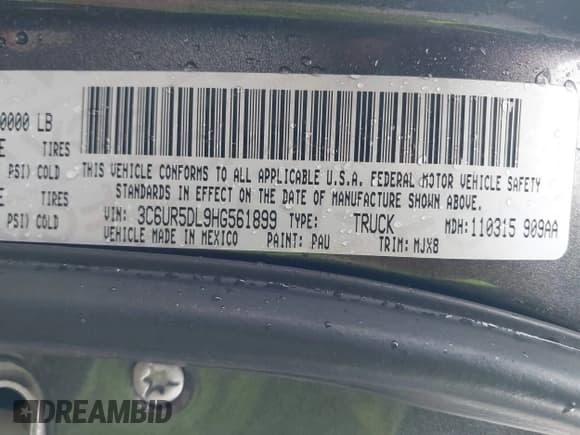 0000 LB
E TIRES
PSI) COLD THIS VEHICLE CONFORMS TO ALL APPLICABLE U.S.A. FEDERAL MOTOR VEHICLE SAFETY
E TIRES STANDARDS IN EFFECT ON THE DATE OF MANUFACTURE SHOWN ABOVE.
PSI) COLD VIN: 3C6UR5DL9HG561899 TYPE: TRUCK MDH:110315 909AA
VEHICLE MADE IN MEXICO PAINT: PAU TRIM: MJX8
DREAMBID